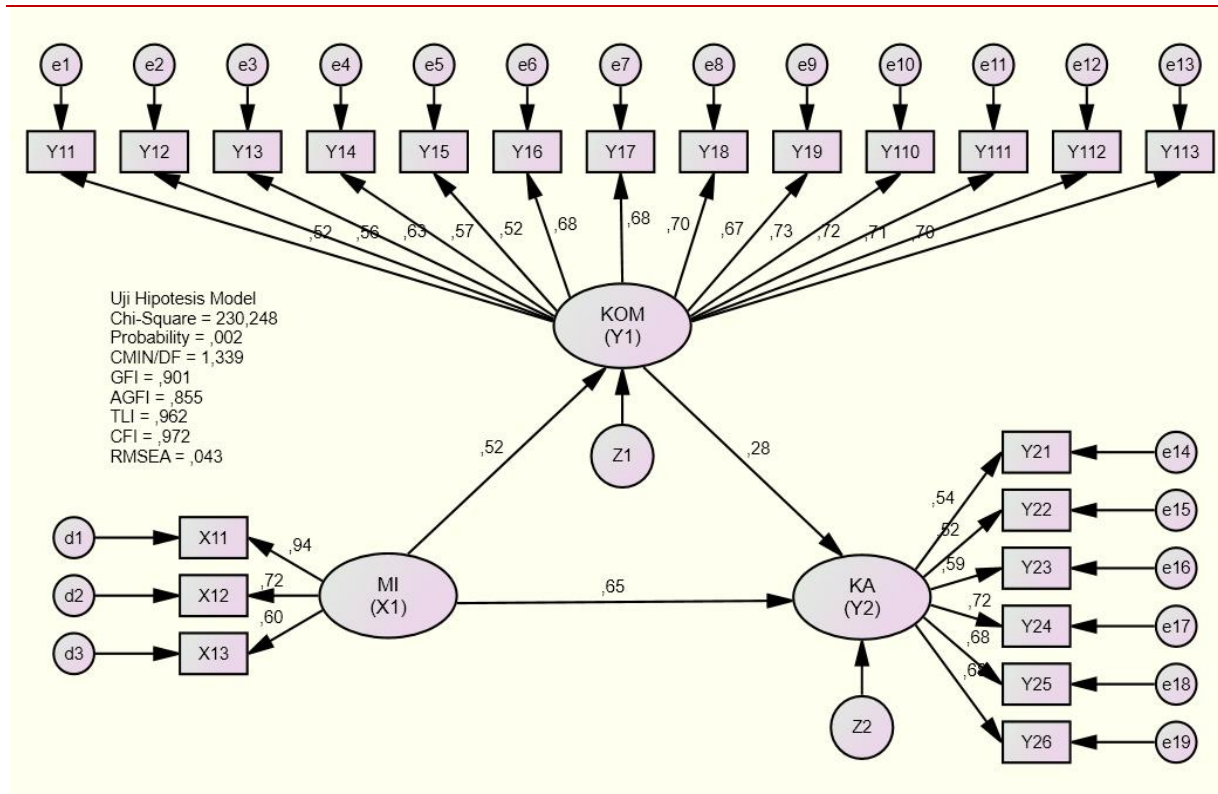 e1 e2 e3 e4 e5 e6 e7 e8 e9 e10 e11 e12 e13
Y11 Y12 Y13 Y14 Y15 Y16 Y17 Y18 Y19 Y110 Y111 Y112 Y113
,52 ,56 ,63 ,57 ,52 ,68 ,68 ,70 ,67 ,73 ,72 ,71 ,70
KOM
(Y1)
Uji Hipotesis Model
Chi-Square = 230,248
Probability = ,002
CMIN/DF = 1,339
GFI = ,901
AGFI = ,855
TLI = ,962
CFI = ,972
RMSEA = ,043
,52
Z1
,28
d1 X11 ,94
d2 X12 ,72
d3 X13 ,60
MI
(X1)
,65
KA
(Y2)
Z2
,54 Y21 e14
,52 Y22 e15
,59 Y23 e16
,72 Y24 e17
,68 Y25 e18
Y26 e19